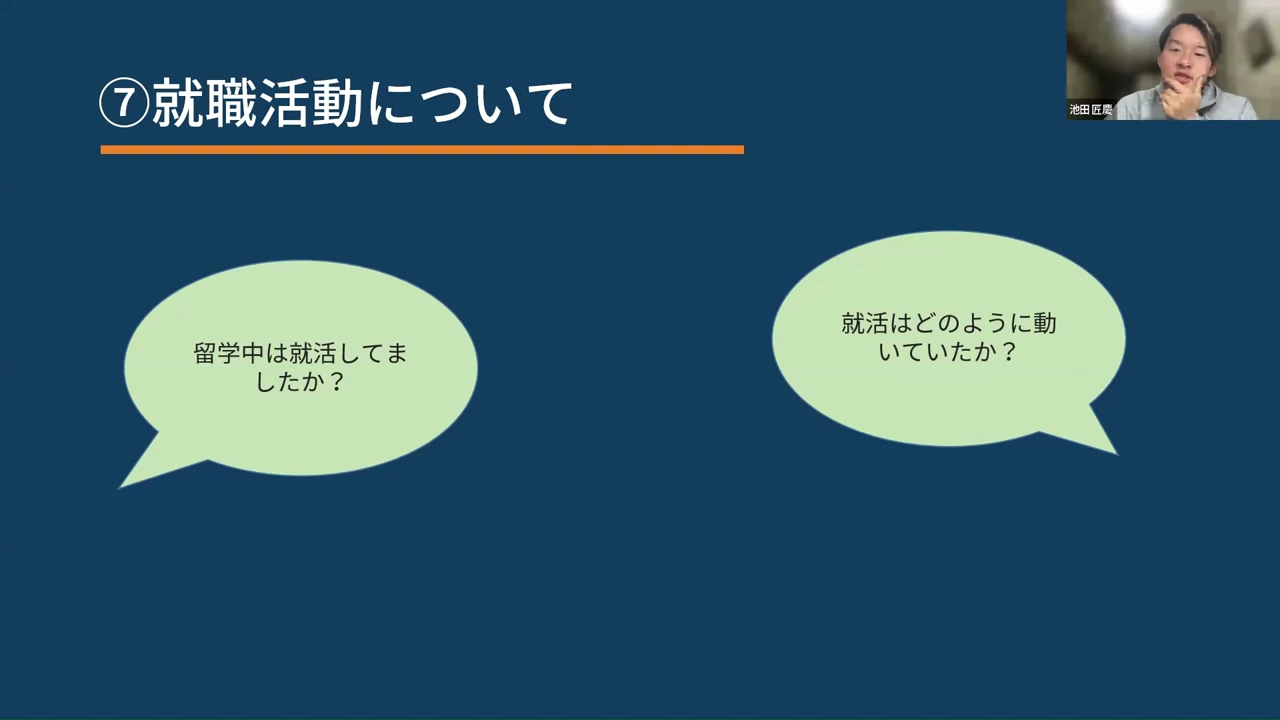 ⑦就職活動について
池田 匠慶
留学中は就活してま
したか？
就活はどのように動
いていたか？